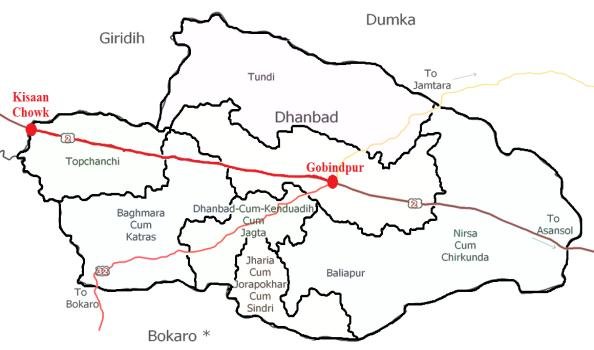 Dumka
Giridih
Tundi
To
Jamtara
Kisaan
Chowk
Dhanbad
2
Topchanchi
Gobindpur
2
Baghmara
Cum
Katras
Dhanbad-Cum-Kenduadih
Cum
Jagta
To
Asansol
Nirsa
Cum
Chirkunda
Jharia
Cum
Jorapokhar
Cum
Sindri
Baliapur
32
To
Bokaro
Bokaro *